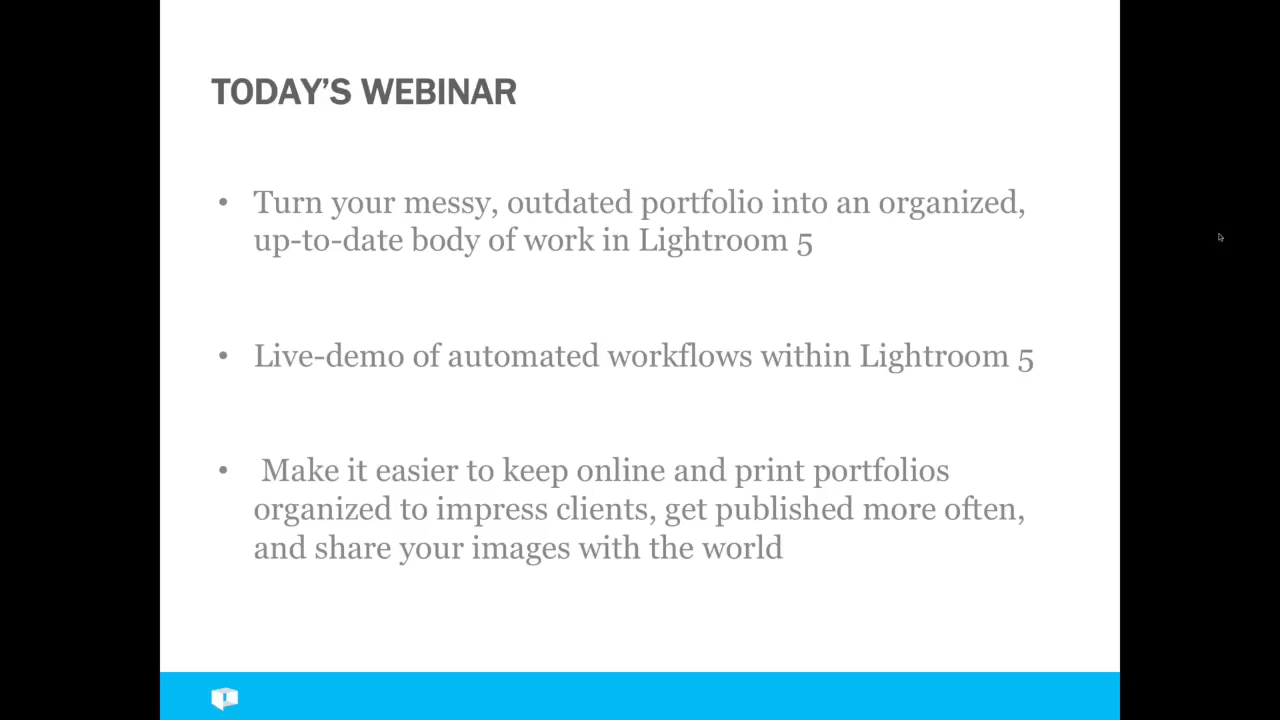 TODAY’S WEBINAR
• Turn your messy, outdated portfolio into an organized,
up-to-date body of work in Lightroom 5
• Live-demo of automated workflows within Lightroom 5
• Make it easier to keep online and print portfolios
organized to impress clients, get published more often,
and share your images with the world